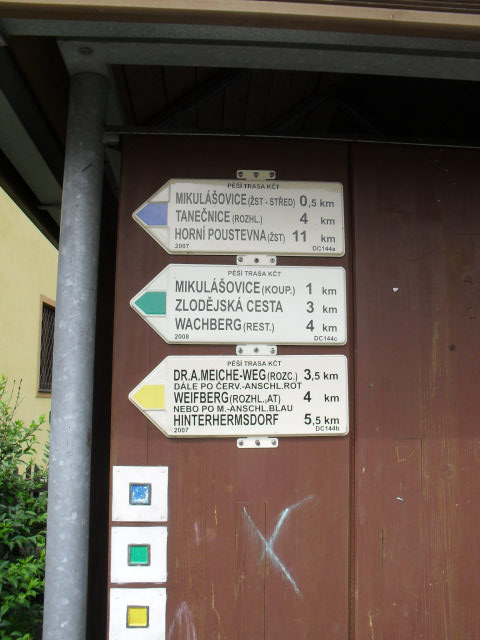 PĚŠÍ TRASA KČT
MIKULÁŠOVICE (ŽST - STŘED) 0,5 km
TANEČNICE (ROZHL.) 4 km
HORNÍ POUSTEVNA (ŽST) 11 km
2007 DC144a
PĚŠÍ TRASA KČT
MIKULÁŠOVICE (KOUP.) 1 km
ZLODĚJSKÁ CESTA 3 km
WACHBERG (REST.) 4 km
2008 DC144c
PĚŠÍ TRASA KČT
DR.A.MEICHE-WEG (ROZC.) 3,5 km
DÁLE PO ČERV.-ANSCHL.ROT
WEIFBERG (ROZHL.,AT) 4 km
NEBO PO M.-ANSCHL.BLAU
HINTERHERMSDORF 5,5 km
2007 DC144b